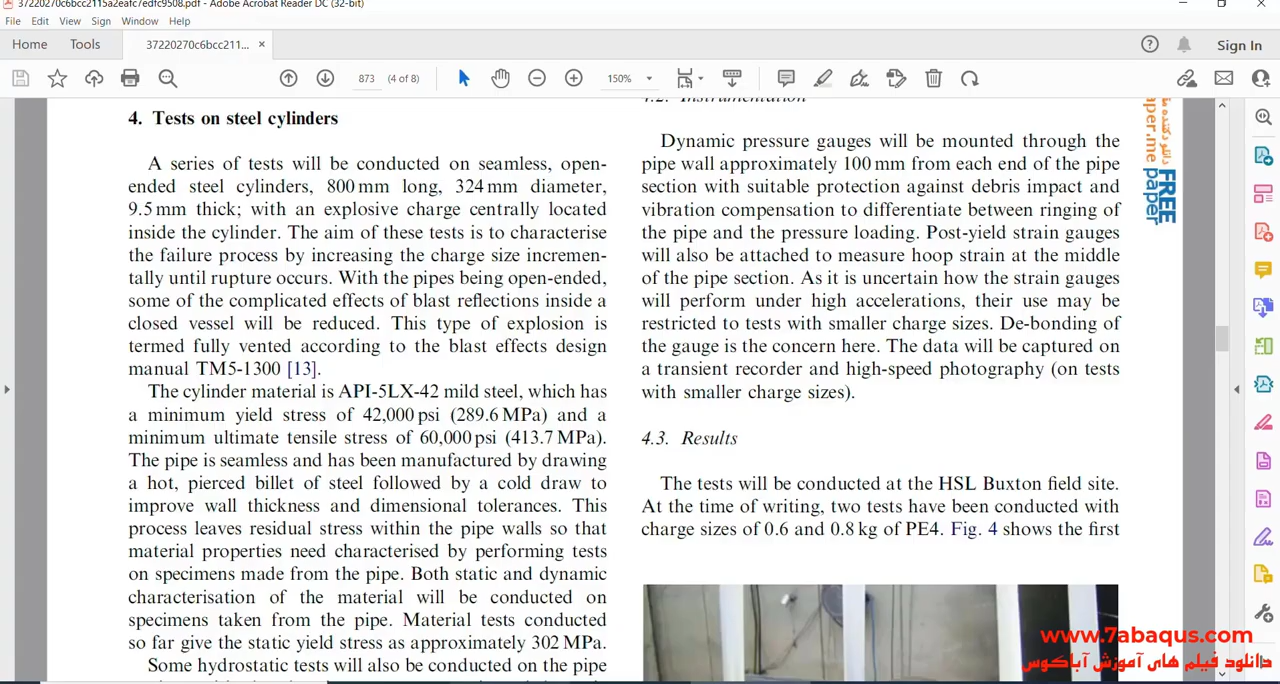 37220270c6bcc2115a2eafc7edfc9508.pdf - Adobe Acrobat Reader DC (32-bit)
File Edit View Sign Window Help
Home Tools 37220270c6bcc211... × Sign In
873 (4 of 8) 150%
4. Tests on steel cylinders
A series of tests will be conducted on seamless, open-
ended steel cylinders, 800 mm long, 324 mm diameter,
9.5 mm thick; with an explosive charge centrally located
inside the cylinder. The aim of these tests is to characterise
the failure process by increasing the charge size incremen-
tally until rupture occurs. With the pipes being open-ended,
some of the complicated effects of blast reflections inside a
closed vessel will be reduced. This type of explosion is
termed fully vented according to the blast effects design
manual TM5-1300 [13].
The cylinder material is API-5LX-42 mild steel, which has
a minimum yield stress of 42,000 psi (289.6 MPa) and a
minimum ultimate tensile stress of 60,000 psi (413.7 MPa).
The pipe is seamless and has been manufactured by drawing
a hot, pierced billet of steel followed by a cold draw to
improve wall thickness and dimensional tolerances. This
process leaves residual stress within the pipe walls so that
material properties need characterised by performing tests
on specimens made from the pipe. Both static and dynamic
characterisation of the material will be conducted on
specimens taken from the pipe. Material tests conducted
so far give the static yield stress as approximately 302 MPa.
Some hydrostatic tests will also be conducted on the pipe
4.2. Instrumentation
Dynamic pressure gauges will be mounted through the
pipe wall approximately 100 mm from each end of the pipe
section with suitable protection against debris impact and
vibration compensation to differentiate between ringing of
the pipe and the pressure loading. Post-yield strain gauges
will also be attached to measure hoop strain at the middle
of the pipe section. As it is uncertain how the strain gauges
will perform under high accelerations, their use may be
restricted to tests with smaller charge sizes. De-bonding of
the gauge is the concern here. The data will be captured on
a transient recorder and high-speed photography (on tests
with smaller charge sizes).
4.3. Results
The tests will be conducted at the HSL Buxton field site.
At the time of writing, two tests have been conducted with
charge sizes of 0.6 and 0.8 kg of PE4. Fig. 4 shows the first
FREE
paper
paper.me
دانلود کننده
www.7abaqus.com
دانلود فیلم های آموزش آباکوس